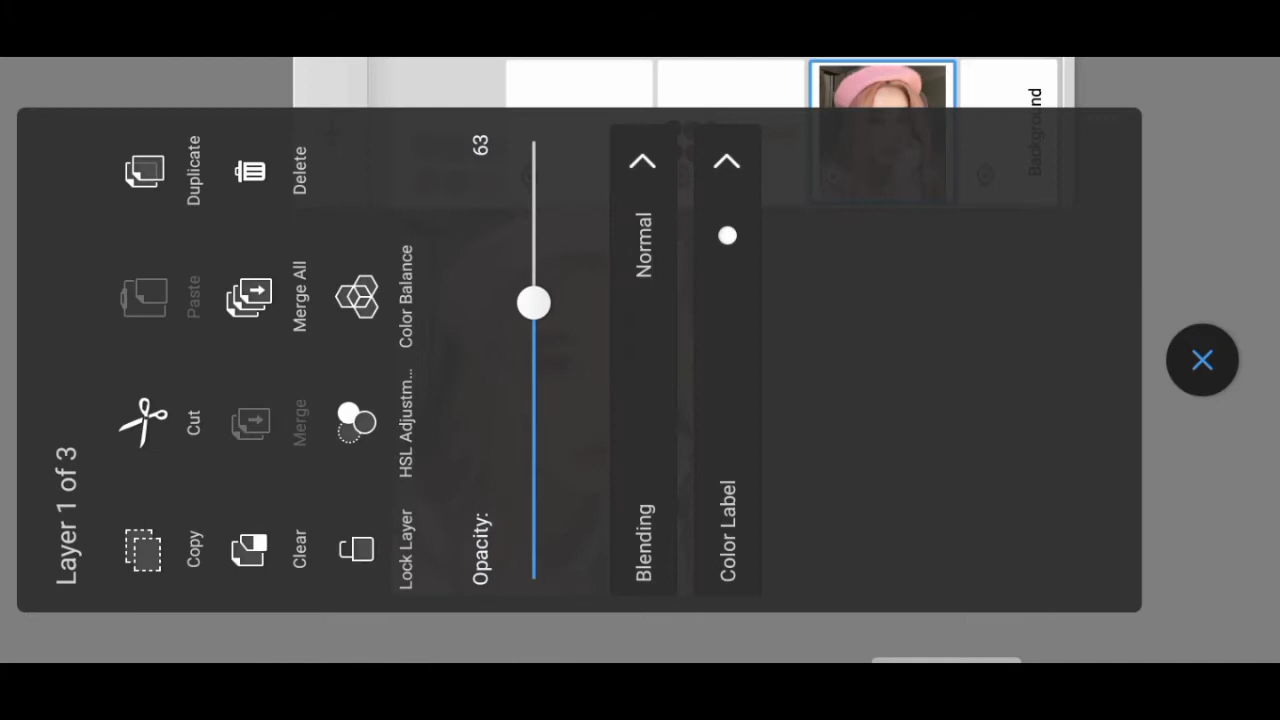 Layer 1 of 3
Copy
Cut
Paste
Duplicate
Clear
Merge
Merge All
Delete
Lock Layer
HSL Adjustm...
Color Balance
Opacity:
63
Blending
Normal
Color Label
Background